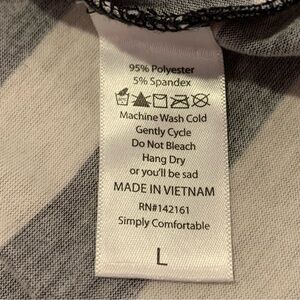 95% Polyester
5% Spandex
Machine Wash Cold
Gently Cycle
Do Not Bleach
Hang Dry
or you'll be sad
MADE IN VIETNAM
RN#142161
Simply Comfortable
L